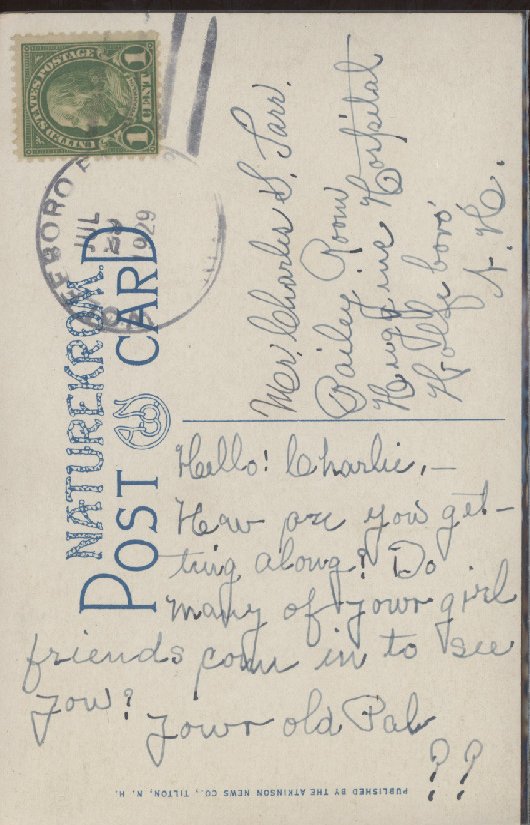 UNITED STATES POSTAGE
1 CENT 1
BORO
JUL
1929
NATUREKROM
POST CARD
Mr. Charles S. Tarr.
Bailey Room
Huggins Hospital
Wolfeboro
N. H.
Hello! Charlie, —
How are you get-
ting along? Do
many of your girl
friends come in to see
you?
Your old Pal
??
PUBLISHED BY THE ATKINSON NEWS CO., TILTON, N. H.